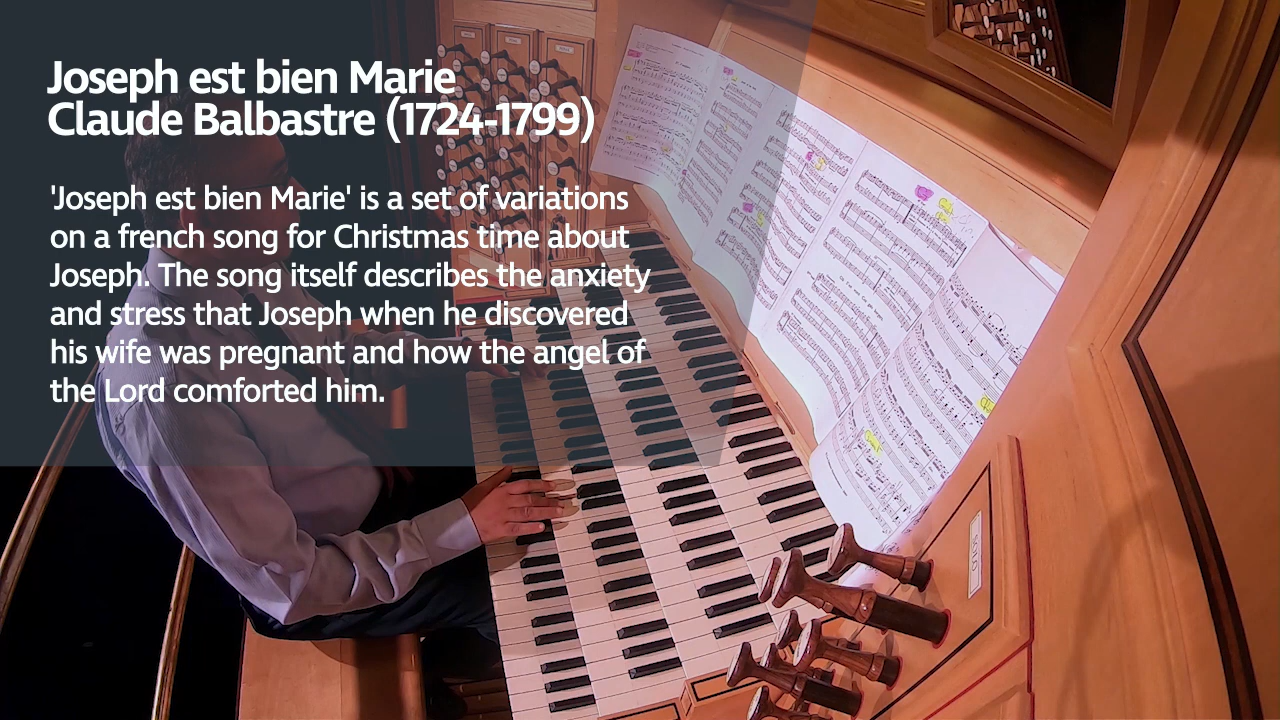 Joseph est bien Marie
Claude Balbastre (1724-1799)
'Joseph est bien Marie' is a set of variations
on a french song for Christmas time about
Joseph. The song itself describes the anxiety
and stress that Joseph when he discovered
his wife was pregnant and how the angel of
the Lord comforted him.
SOLO